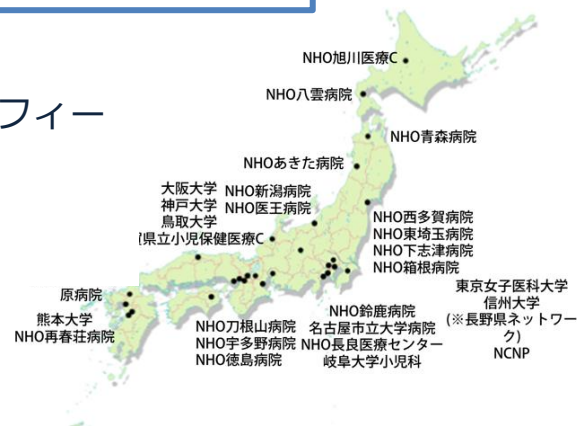 フィー
NHO旭川医療C
NHO八雲病院
NHO青森病院
NHOあきた病院
大阪大学
神戸大学
鳥取大学
県立小児保健医療C
NHO新潟病院
NHO医王病院
NHO西多賀病院
NHO東埼玉病院
NHO下志津病院
NHO箱根病院
東京女子医科大学
信州大学
(※長野県ネットワー
ク)
NCNP
原病院
熊本大学
NHO再春荘病院
NHO刀根山病院
NHO宇多野病院
NHO徳島病院
NHO鈴鹿病院
名古屋市立大学病院
NHO長良医療センター
岐阜大学小児科